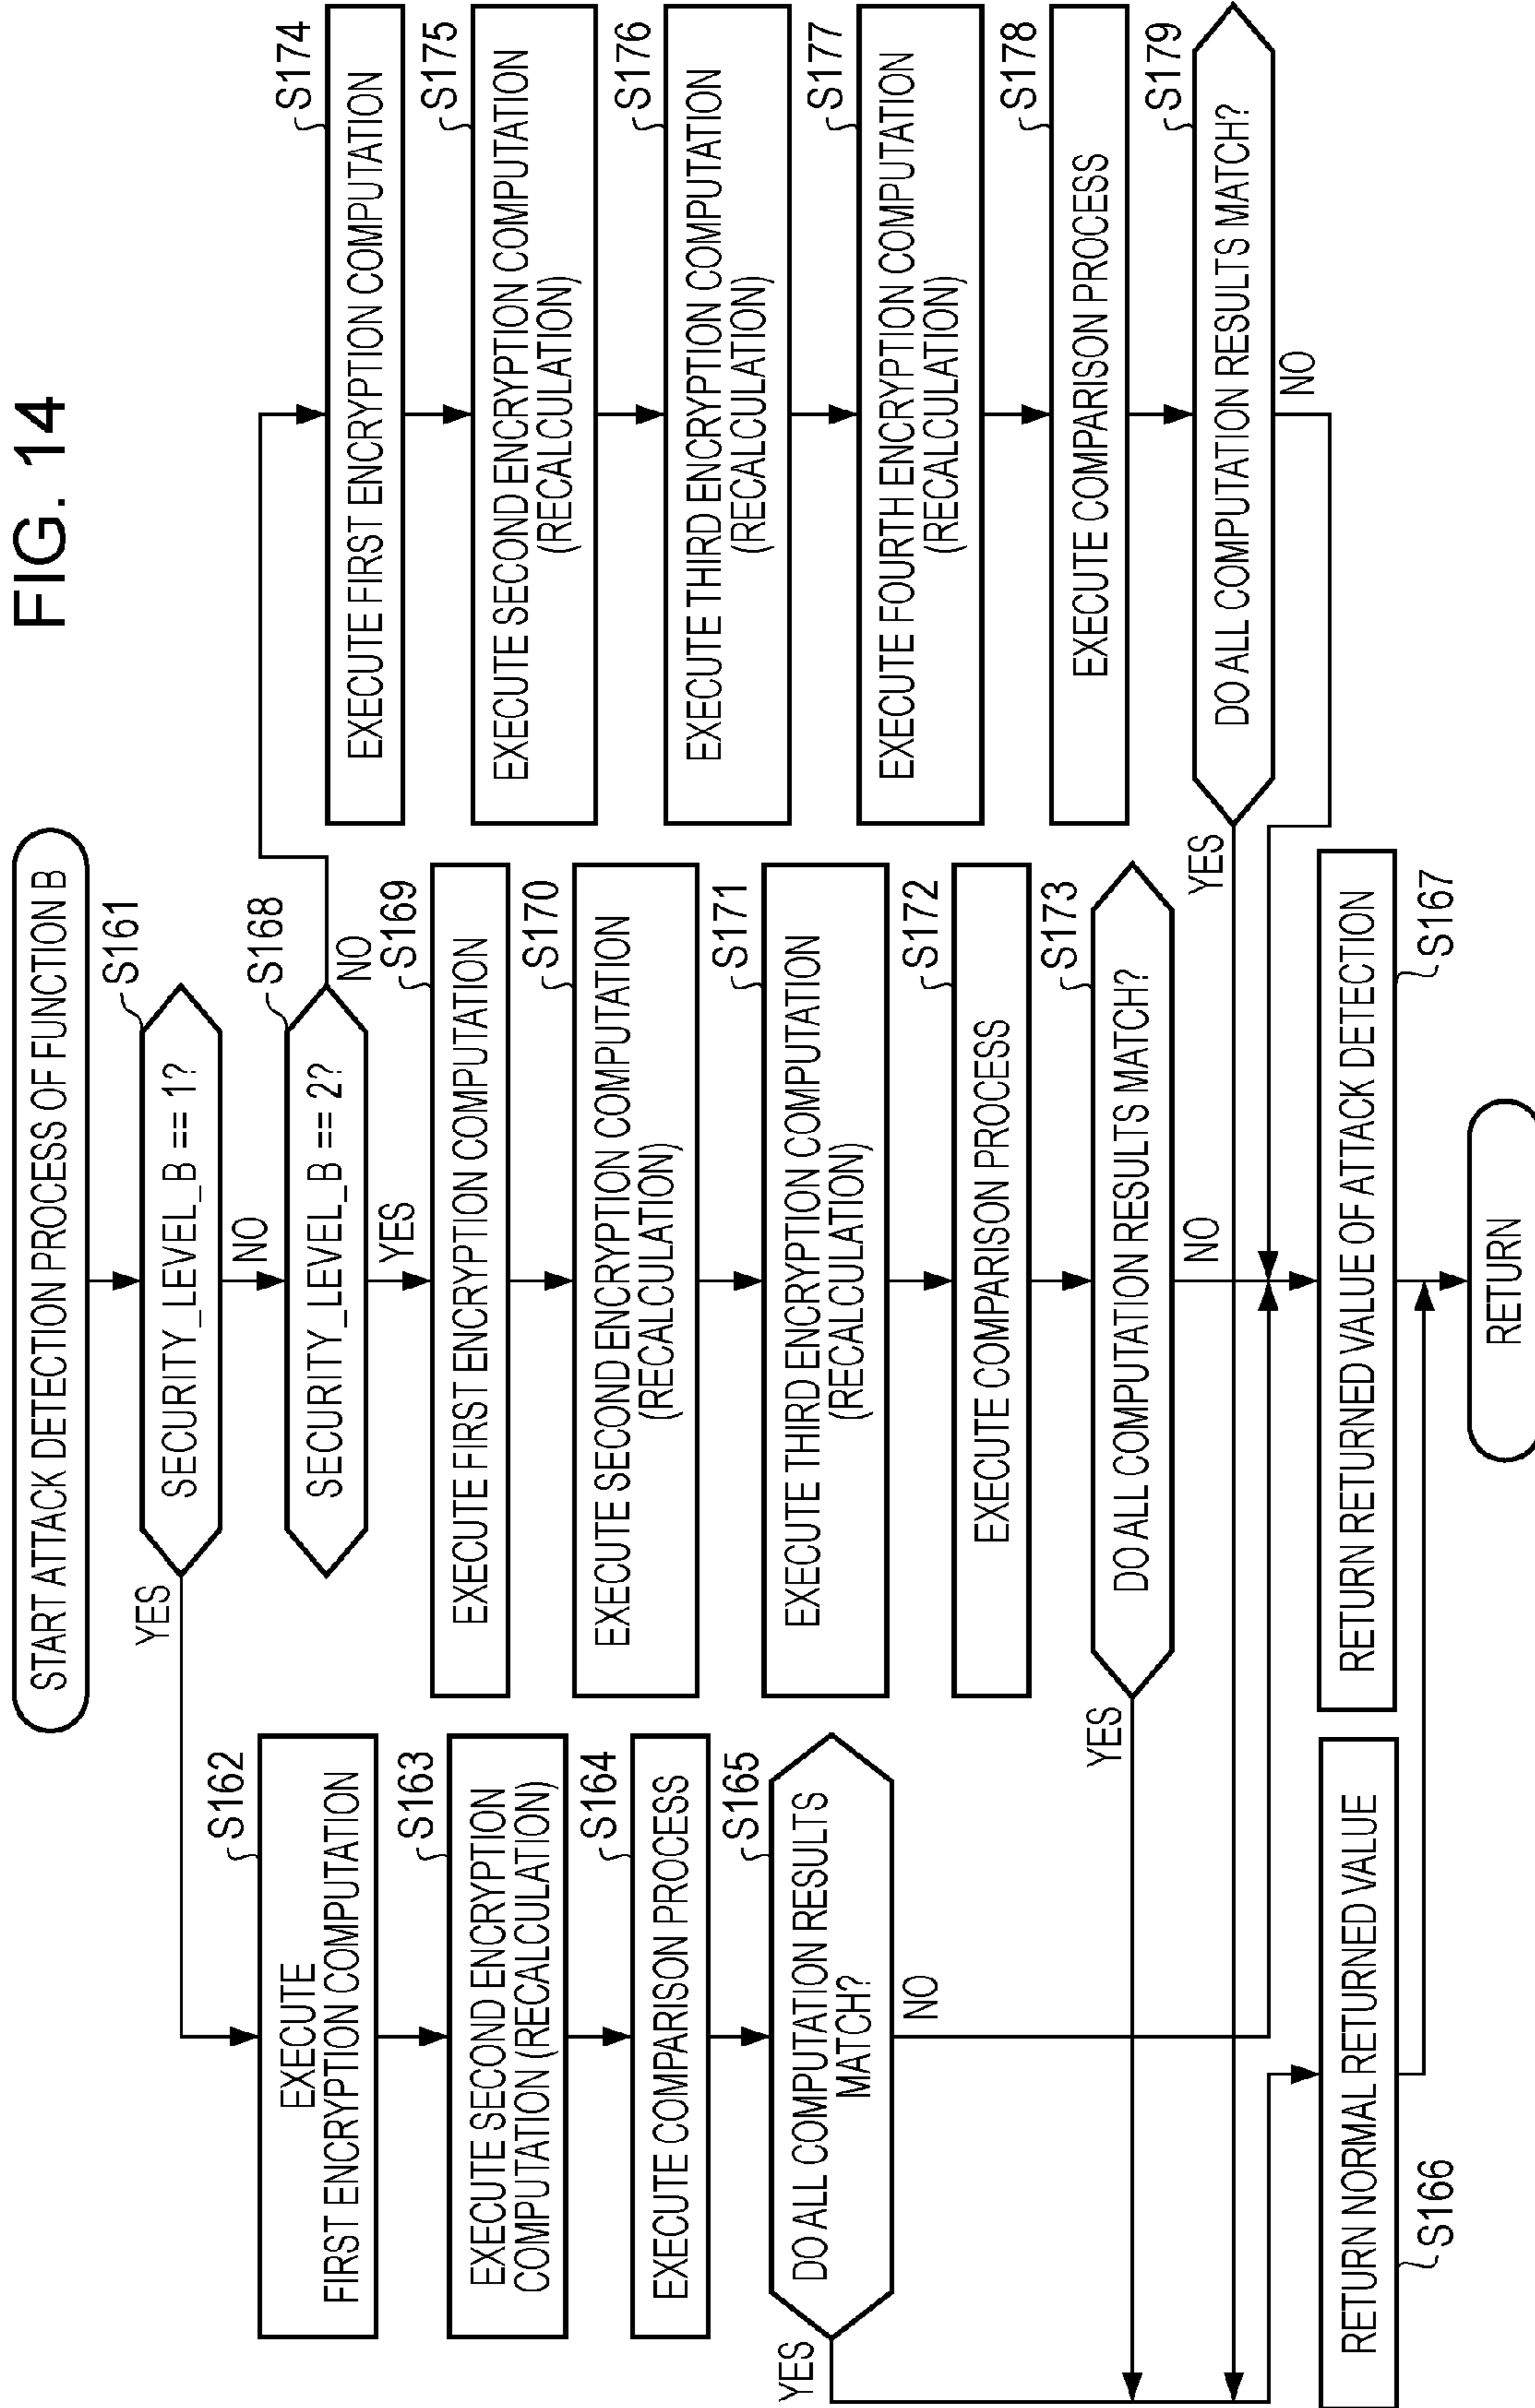 FIG. 14
START ATTACK DETECTION PROCESS OF FUNCTION B
S161
SECURITY_LEVEL_B == 1?
YES
NO
S162
EXECUTE
FIRST ENCRYPTION COMPUTATION
S163
EXECUTE SECOND ENCRYPTION
COMPUTATION (RECALCULATION)
S164
EXECUTE COMPARISON PROCESS
S165
DO ALL COMPUTATION RESULTS
MATCH?
YES
NO
S168
SECURITY_LEVEL_B == 2?
NO
YES
S169
EXECUTE FIRST ENCRYPTION COMPUTATION
S170
EXECUTE SECOND ENCRYPTION COMPUTATION
(RECALCULATION)
S171
EXECUTE THIRD ENCRYPTION COMPUTATION
(RECALCULATION)
S172
EXECUTE COMPARISON PROCESS
S173
DO ALL COMPUTATION RESULTS MATCH?
YES
NO
S174
EXECUTE FIRST ENCRYPTION COMPUTATION
S175
EXECUTE SECOND ENCRYPTION COMPUTATION
(RECALCULATION)
S176
EXECUTE THIRD ENCRYPTION COMPUTATION
(RECALCULATION)
S177
EXECUTE FOURTH ENCRYPTION COMPUTATION
(RECALCULATION)
S178
EXECUTE COMPARISON PROCESS
S179
DO ALL COMPUTATION RESULTS MATCH?
YES
NO
RETURN NORMAL RETURNED VALUE
S166
RETURN RETURNED VALUE OF ATTACK DETECTION
S167
RETURN